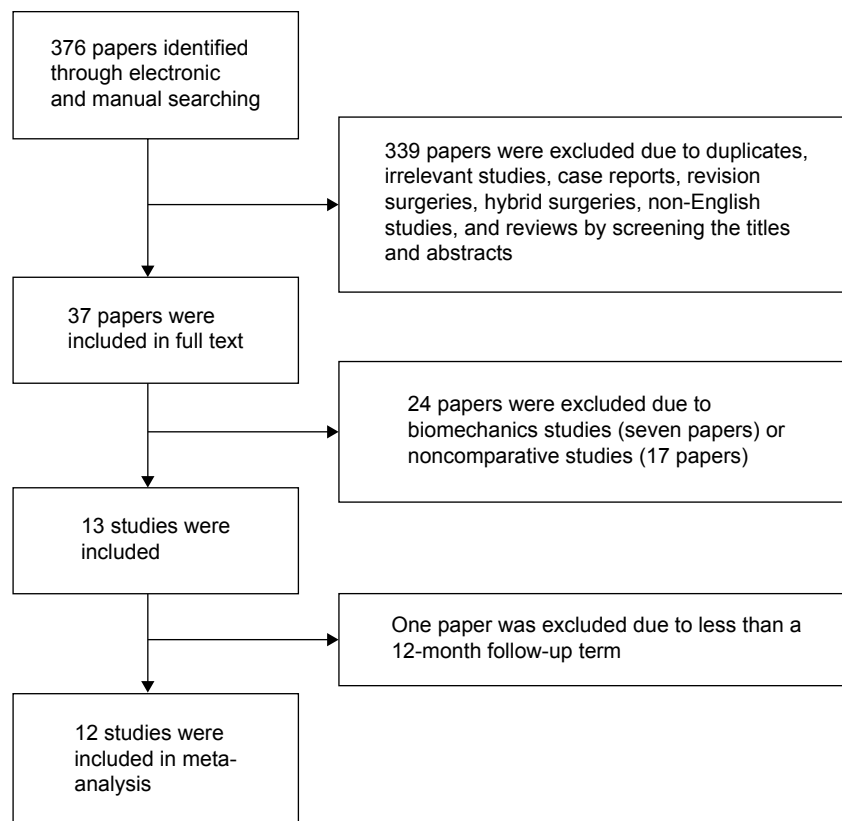 376 papers identified
through electronic
and manual searching
339 papers were excluded due to duplicates,
irrelevant studies, case reports, revision
surgeries, hybrid surgeries, non-English
studies, and reviews by screening the titles
and abstracts
37 papers were
included in full text
24 papers were excluded due to
biomechanics studies (seven papers) or
noncomparative studies (17 papers)
13 studies were
included
One paper was excluded due to less than a
12-month follow-up term
12 studies were
included in meta-
analysis